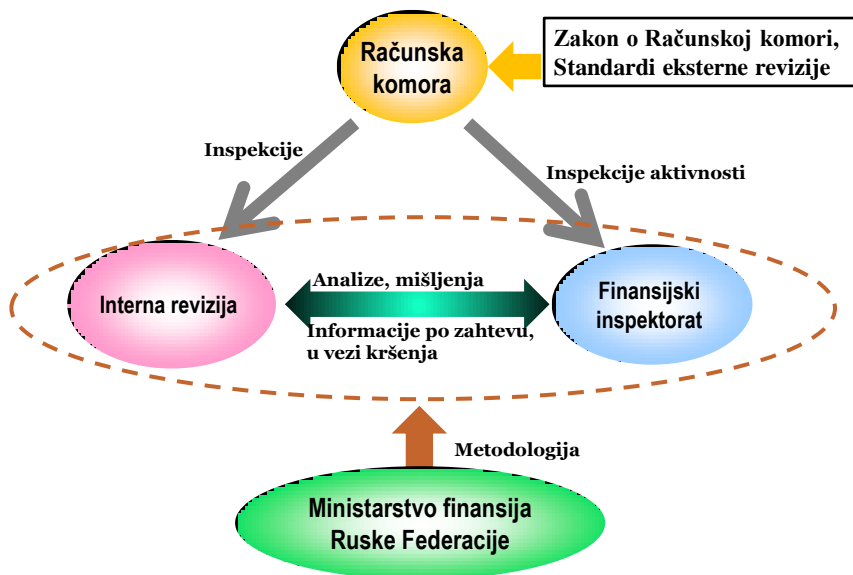 Računska
komora
Zakon o Računskoj komori,
Standardi eksterne revizije
Inspekcije
Inspekcije aktivnosti
Interna revizija
Analize, mišljenja
Informacije po zahtevu,
u vezi kršenja
Finansijski
inspektorat
Metodologija
Ministarstvo finansija
Ruske Federacije